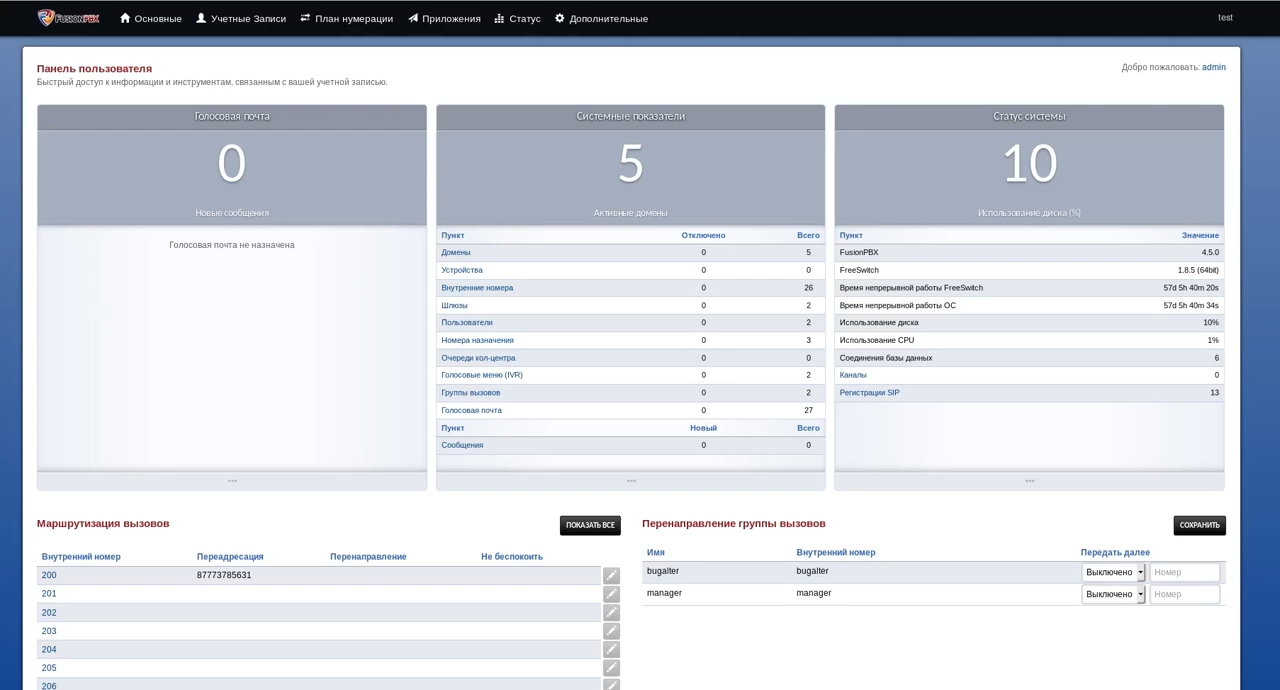 FUSIONPBX Основные Учетные Записи План нумерации Приложения Статус Дополнительные test
Панель пользователя Добро пожаловать: admin
Быстрый доступ к информации и инструментам, связанным с вашей учетной записью.
Голосовая почта
0
Новые сообщения
Голосовая почта не назначена
Системные показатели
5
Активные домены
Пункт Отключено Всего
Домены 0 5
Устройства 0 0
Внутренние номера 0 26
Шлюзы 0 2
Пользователи 0 2
Номера назначения 0 3
Очереди кол-центра 0 0
Голосовые меню (IVR) 0 2
Группы вызовов 0 2
Голосовая почта 0 27
Пункт Новый Всего
Сообщения 0 0
Статус системы
10
Использование диска (%)
Пункт Значение
FusionPBX 4.5.0
FreeSwitch 1.8.5 (64bit)
Время непрерывной работы FreeSwitch 57d 5h 40m 20s
Время непрерывной работы ОС 57d 5h 40m 34s
Использование диска 10%
Использование CPU 1%
Соединения базы данных 6
Каналы 0
Регистрации SIP 13
Маршрутизация вызовов ПОКАЗАТЬ ВСЕ
Внутренний номер Переадресация Перенаправление Не беспокоить
200 87773785631
201
202
203
204
205
206
Перенаправление группы вызовов СОХРАНИТЬ
Имя Внутренний номер Передать далее
bugalter bugalter Выключено Номер
manager manager Выключено Номер